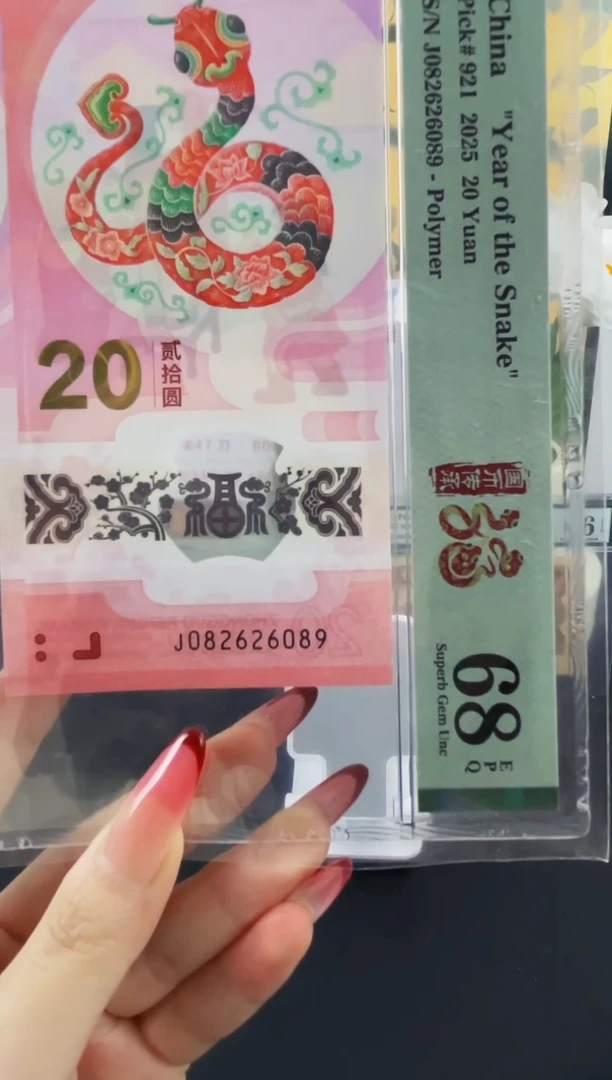 20
贰拾圆
J082626089
China "Year of the Snake"
Pick# 921 2025 20 Yuan
S/N J082626089 - Polymer
68
EPQ
Superb Gem Unc